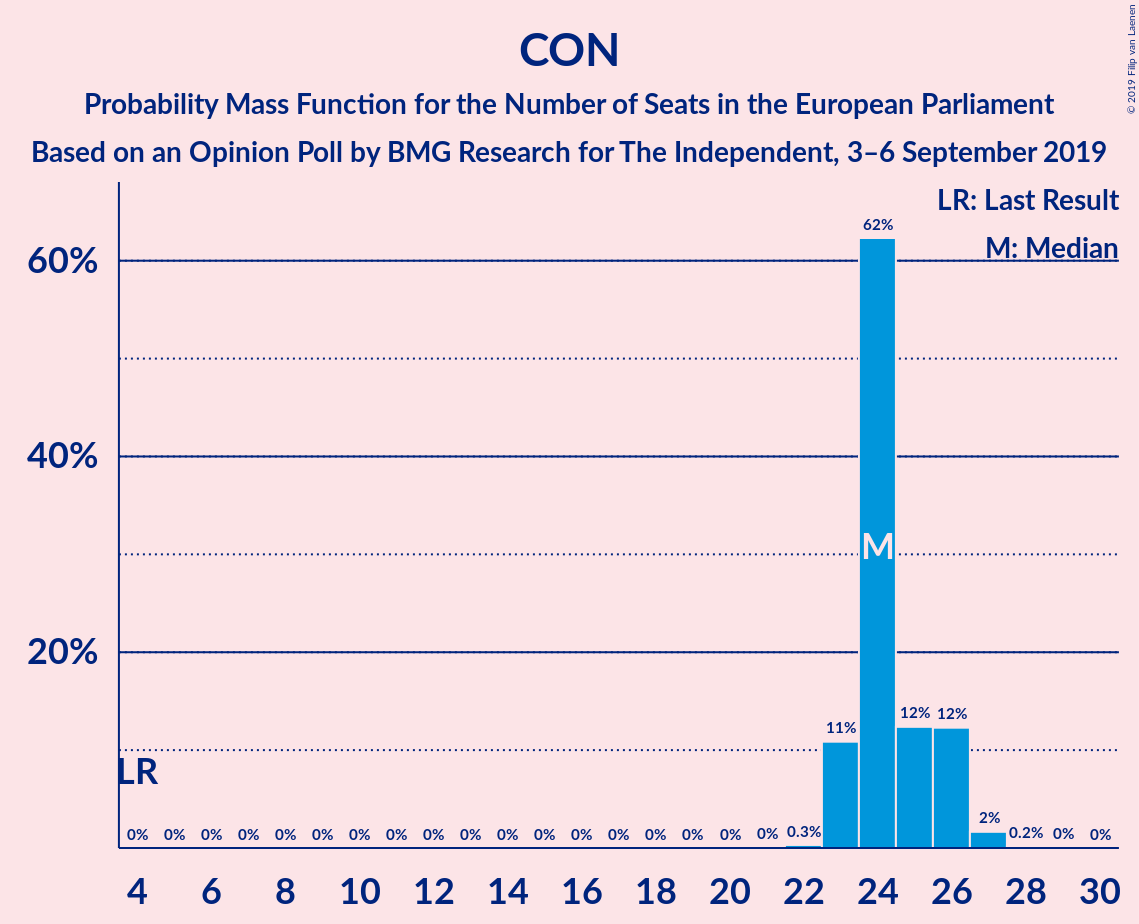 CON
Probability Mass Function for the Number of Seats in the European Parliament
Based on an Opinion Poll by BMG Research for The Independent, 3–6 September 2019
© 2019 Filip van Laenen
LR: Last Result
M: Median
60%
40%
20%
62%
M
LR
0% 0% 0% 0% 0% 0% 0% 0% 0% 0% 0% 0% 0% 0% 0% 0% 0% 0% 0.3% 11% 12% 12% 2% 0.2% 0% 0%
4 6 8 10 12 14 16 18 20 22 24 26 28 30